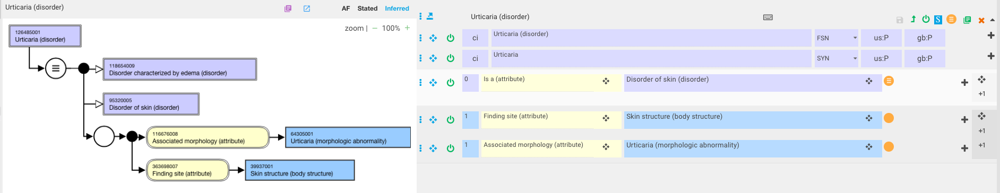 Urticaria (disorder)
AF Stated Inferred
zoom | − 100% +
126485001
Urticaria (disorder)
118654009
Disorder characterized by edema (disorder)
95320005
Disorder of skin (disorder)
116676008
Associated morphology (attribute)
64305001
Urticaria (morphologic abnormality)
363698007
Finding site (attribute)
39937001
Skin structure (body structure)
Urticaria (disorder)
S
ci Urticaria (disorder) FSN us:P gb:P
ci Urticaria SYN us:P gb:P
0 Is a (attribute) Disorder of skin (disorder)
+1
1 Finding site (attribute) Skin structure (body structure)
+1
1 Associated morphology (attribute) Urticaria (morphologic abnormality)
+1